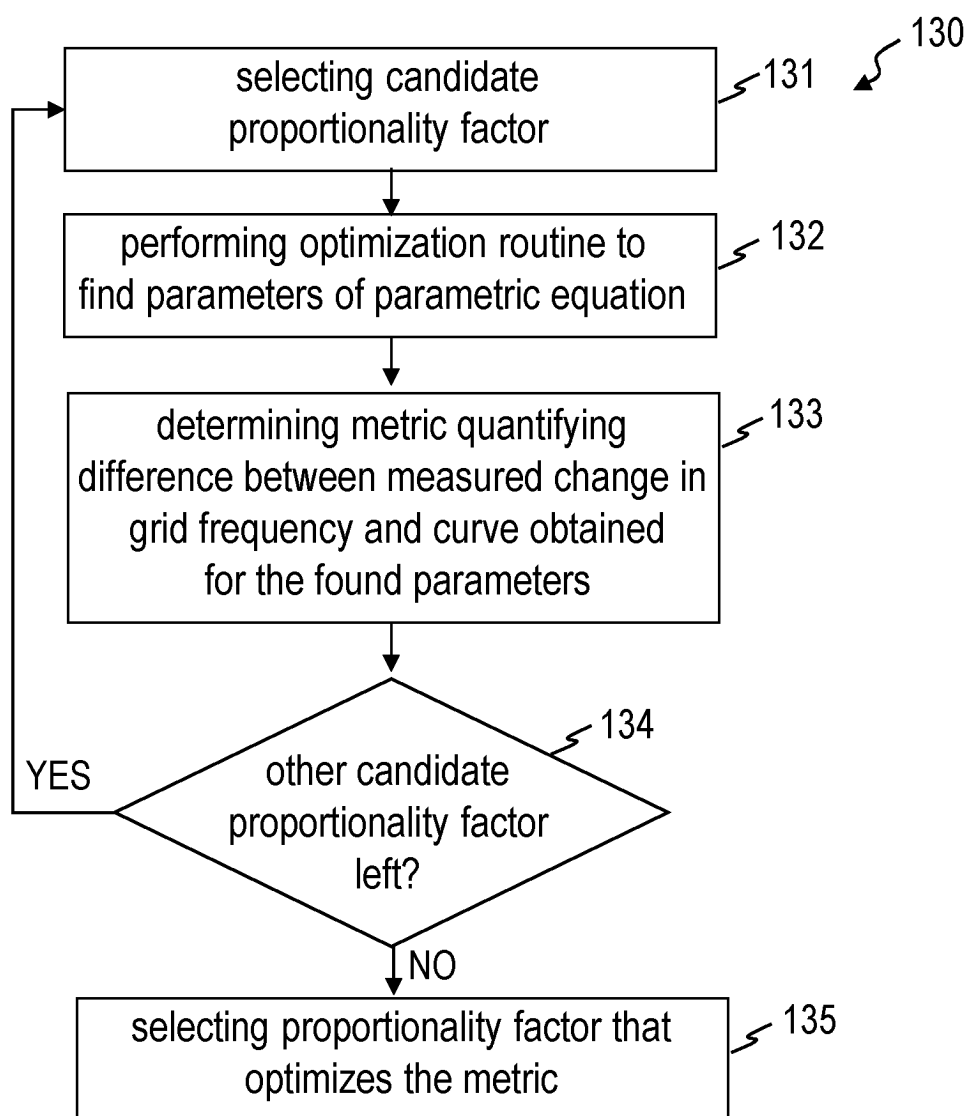 130
selecting candidate
proportionality factor
131
performing optimization routine to
find parameters of parametric equation
132
determining metric quantifying
difference between measured change in
grid frequency and curve obtained
for the found parameters
133
134
other candidate
proportionality factor
left?
YES
NO
selecting proportionality factor that
optimizes the metric
135